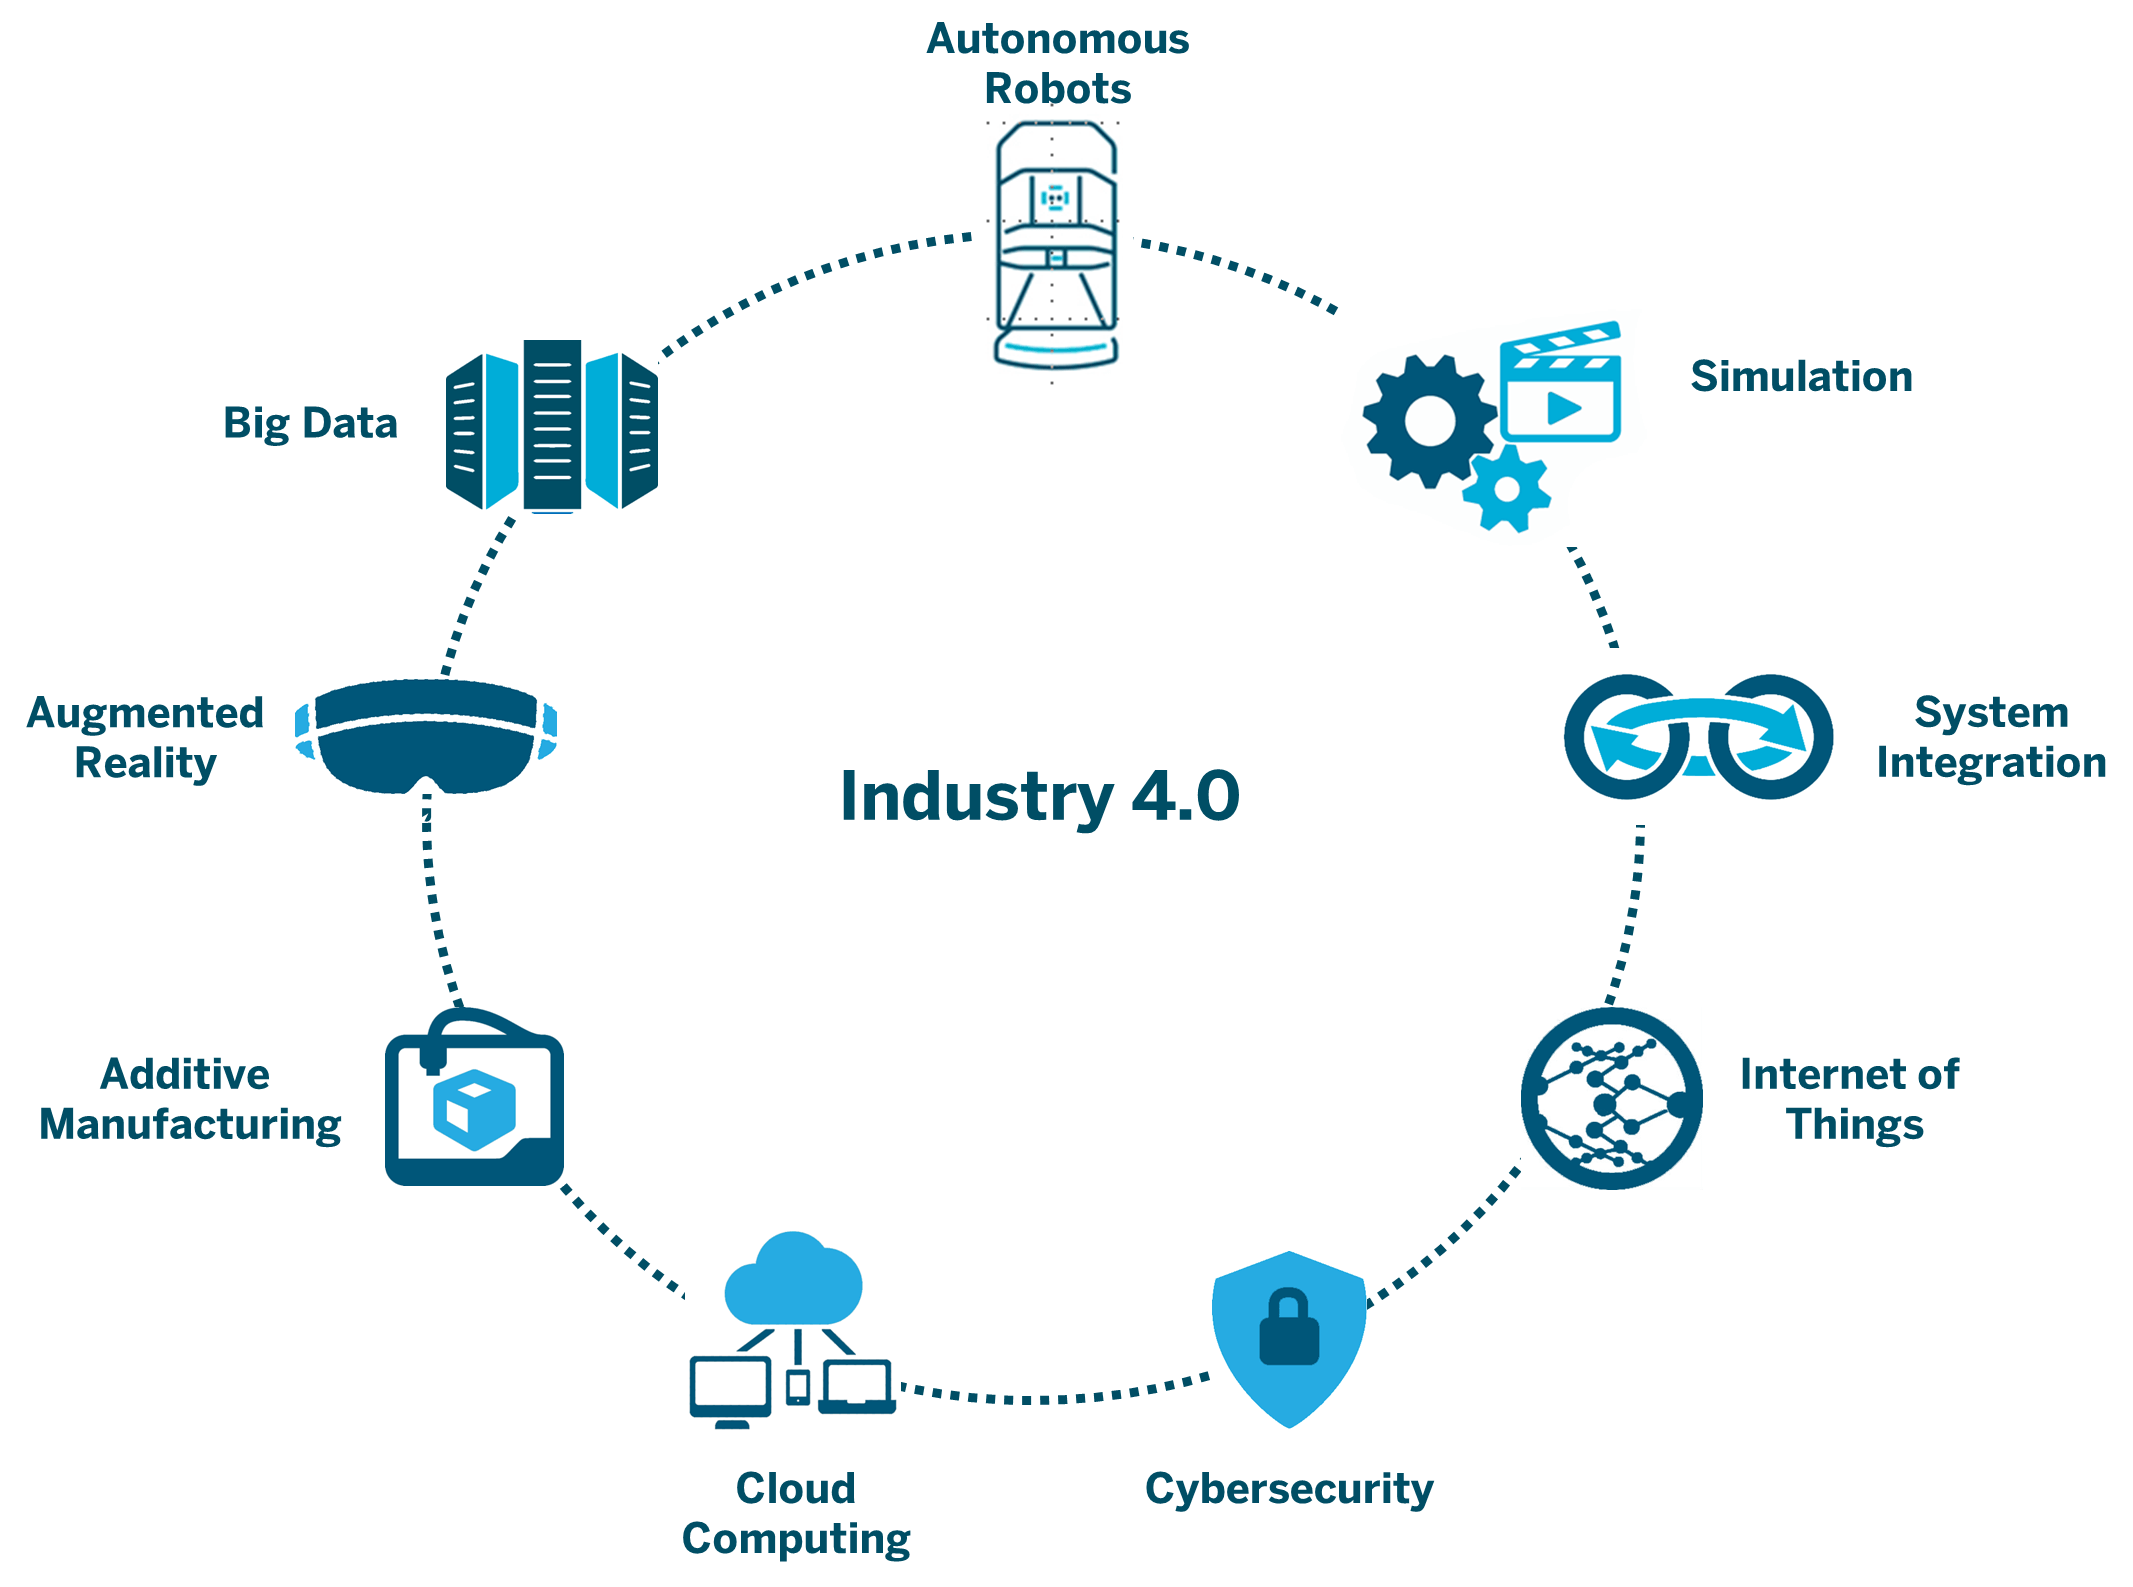 Autonomous
Robots
Simulation
Big Data
System
Integration
Augmented
Reality
Industry 4.0
Internet of
Things
Additive
Manufacturing
Cybersecurity
Cloud
Computing